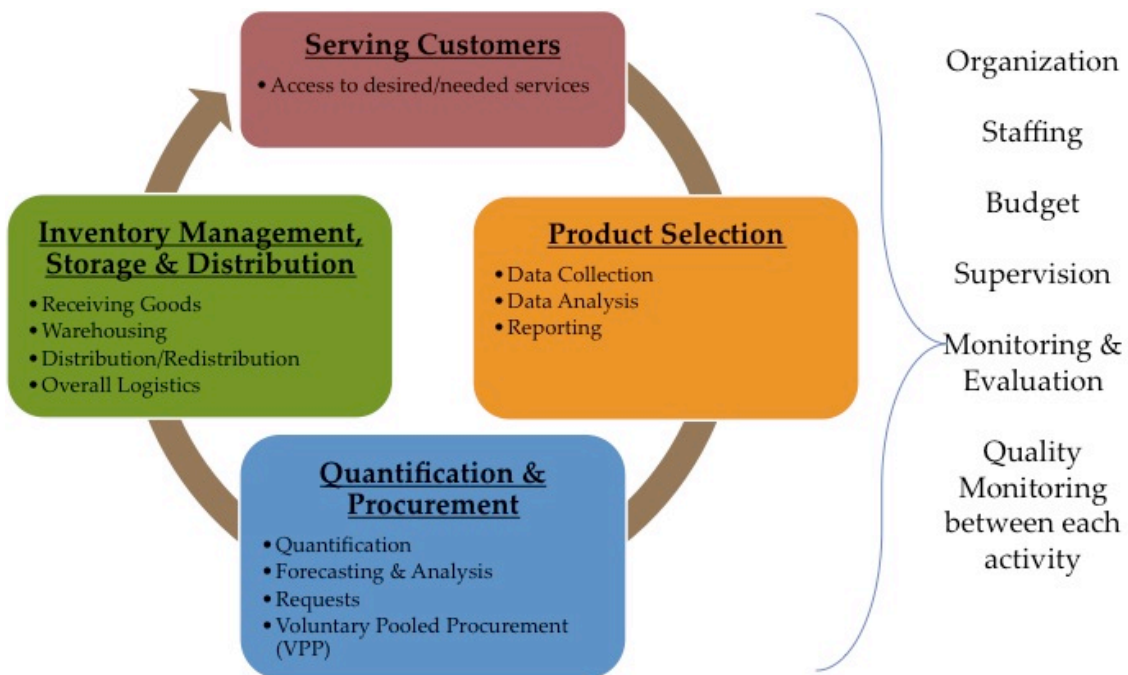 Serving Customers
• Access to desired/needed services
Product Selection
• Data Collection
• Data Analysis
• Reporting
Quantification &
Procurement
• Quantification
• Forecasting & Analysis
• Requests
• Voluntary Pooled Procurement
(VPP)
Inventory Management,
Storage & Distribution
• Receiving Goods
• Warehousing
• Distribution/Redistribution
• Overall Logistics
Organization
Staffing
Budget
Supervision
Monitoring &
Evaluation
Quality
Monitoring
between each
activity